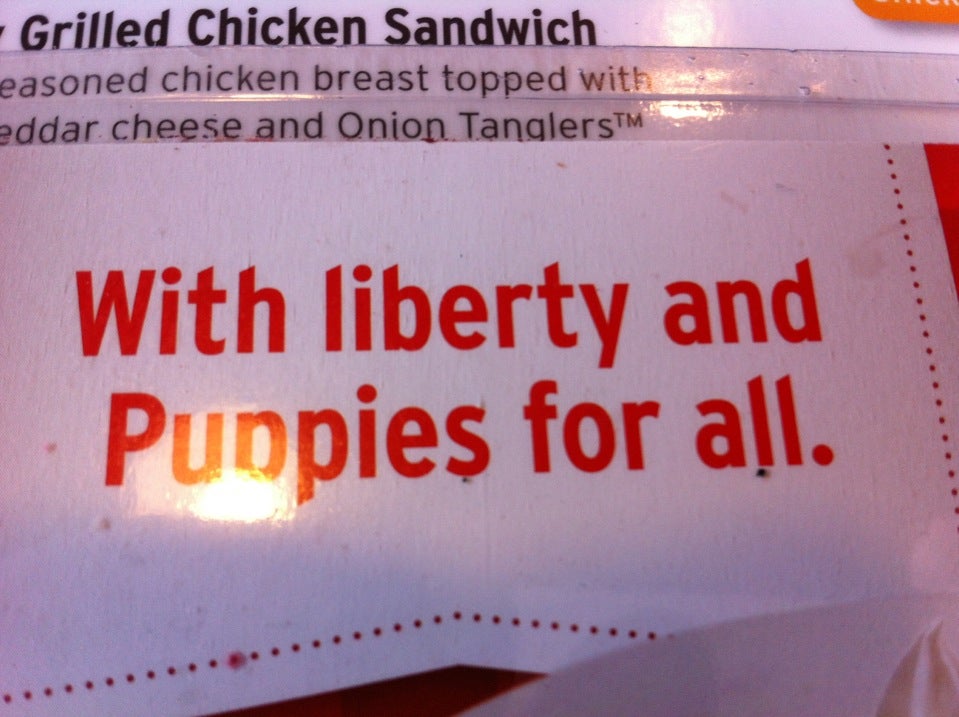 Grilled Chicken Sandwich
easoned chicken breast topped with
eddar cheese and Onion Tanglers™
With liberty and
Puppies for all.